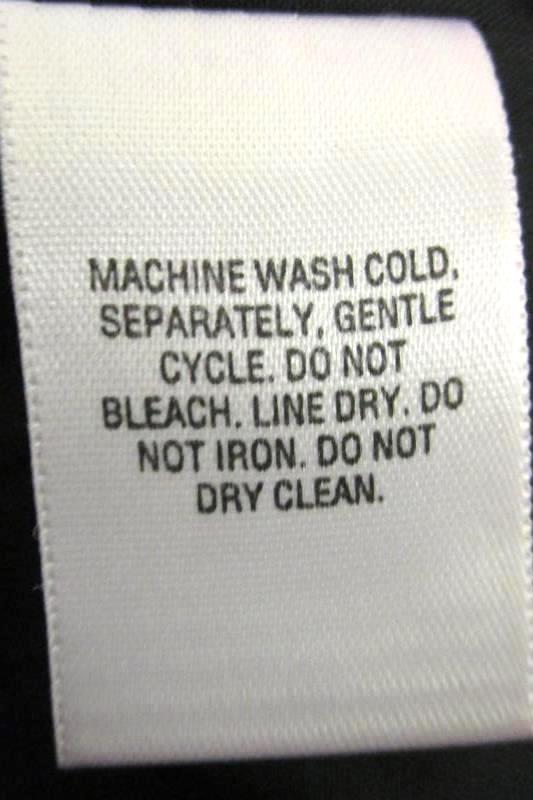 MACHINE WASH COLD,
SEPARATELY, GENTLE
CYCLE. DO NOT
BLEACH. LINE DRY. DO
NOT IRON. DO NOT
DRY CLEAN.